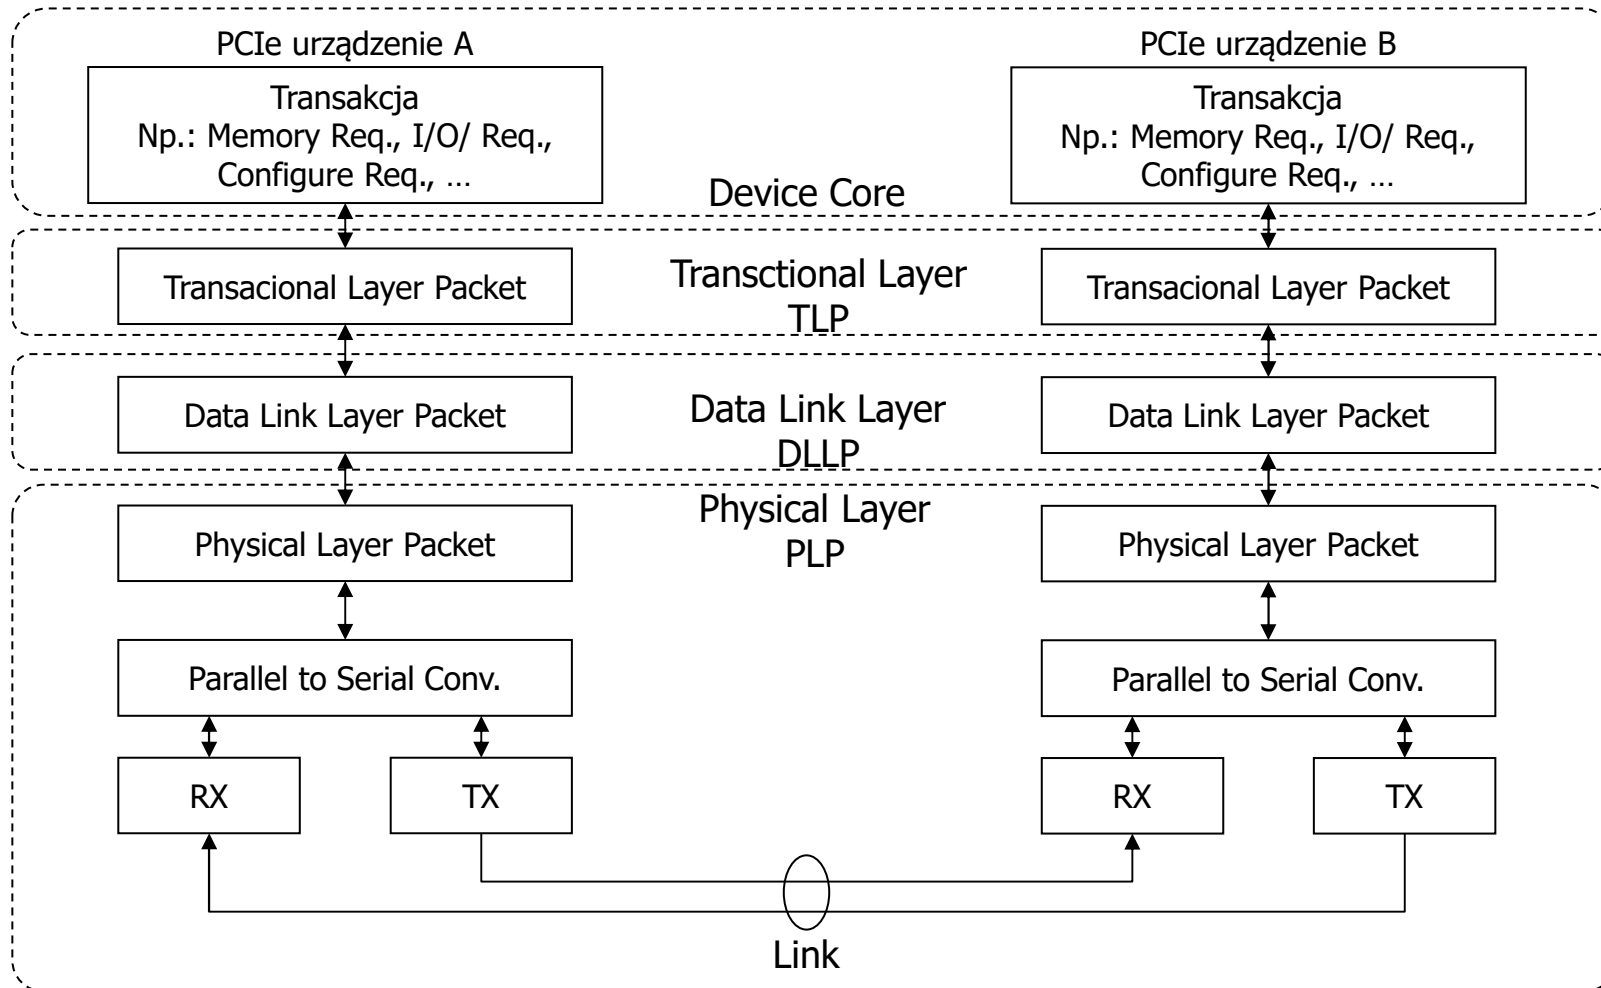 PCIe urządzenie A
PCIe urządzenie B
Transakcja
Np.: Memory Req., I/O/ Req.,
Configure Req., …
Transakcja
Np.: Memory Req., I/O/ Req.,
Configure Req., …
Device Core
Transacional Layer Packet
Transctional Layer
TLP
Transacional Layer Packet
Data Link Layer Packet
Data Link Layer
DLLP
Data Link Layer Packet
Physical Layer
PLP
Physical Layer Packet
Physical Layer Packet
Parallel to Serial Conv.
Parallel to Serial Conv.
RX
TX
RX
TX
Link